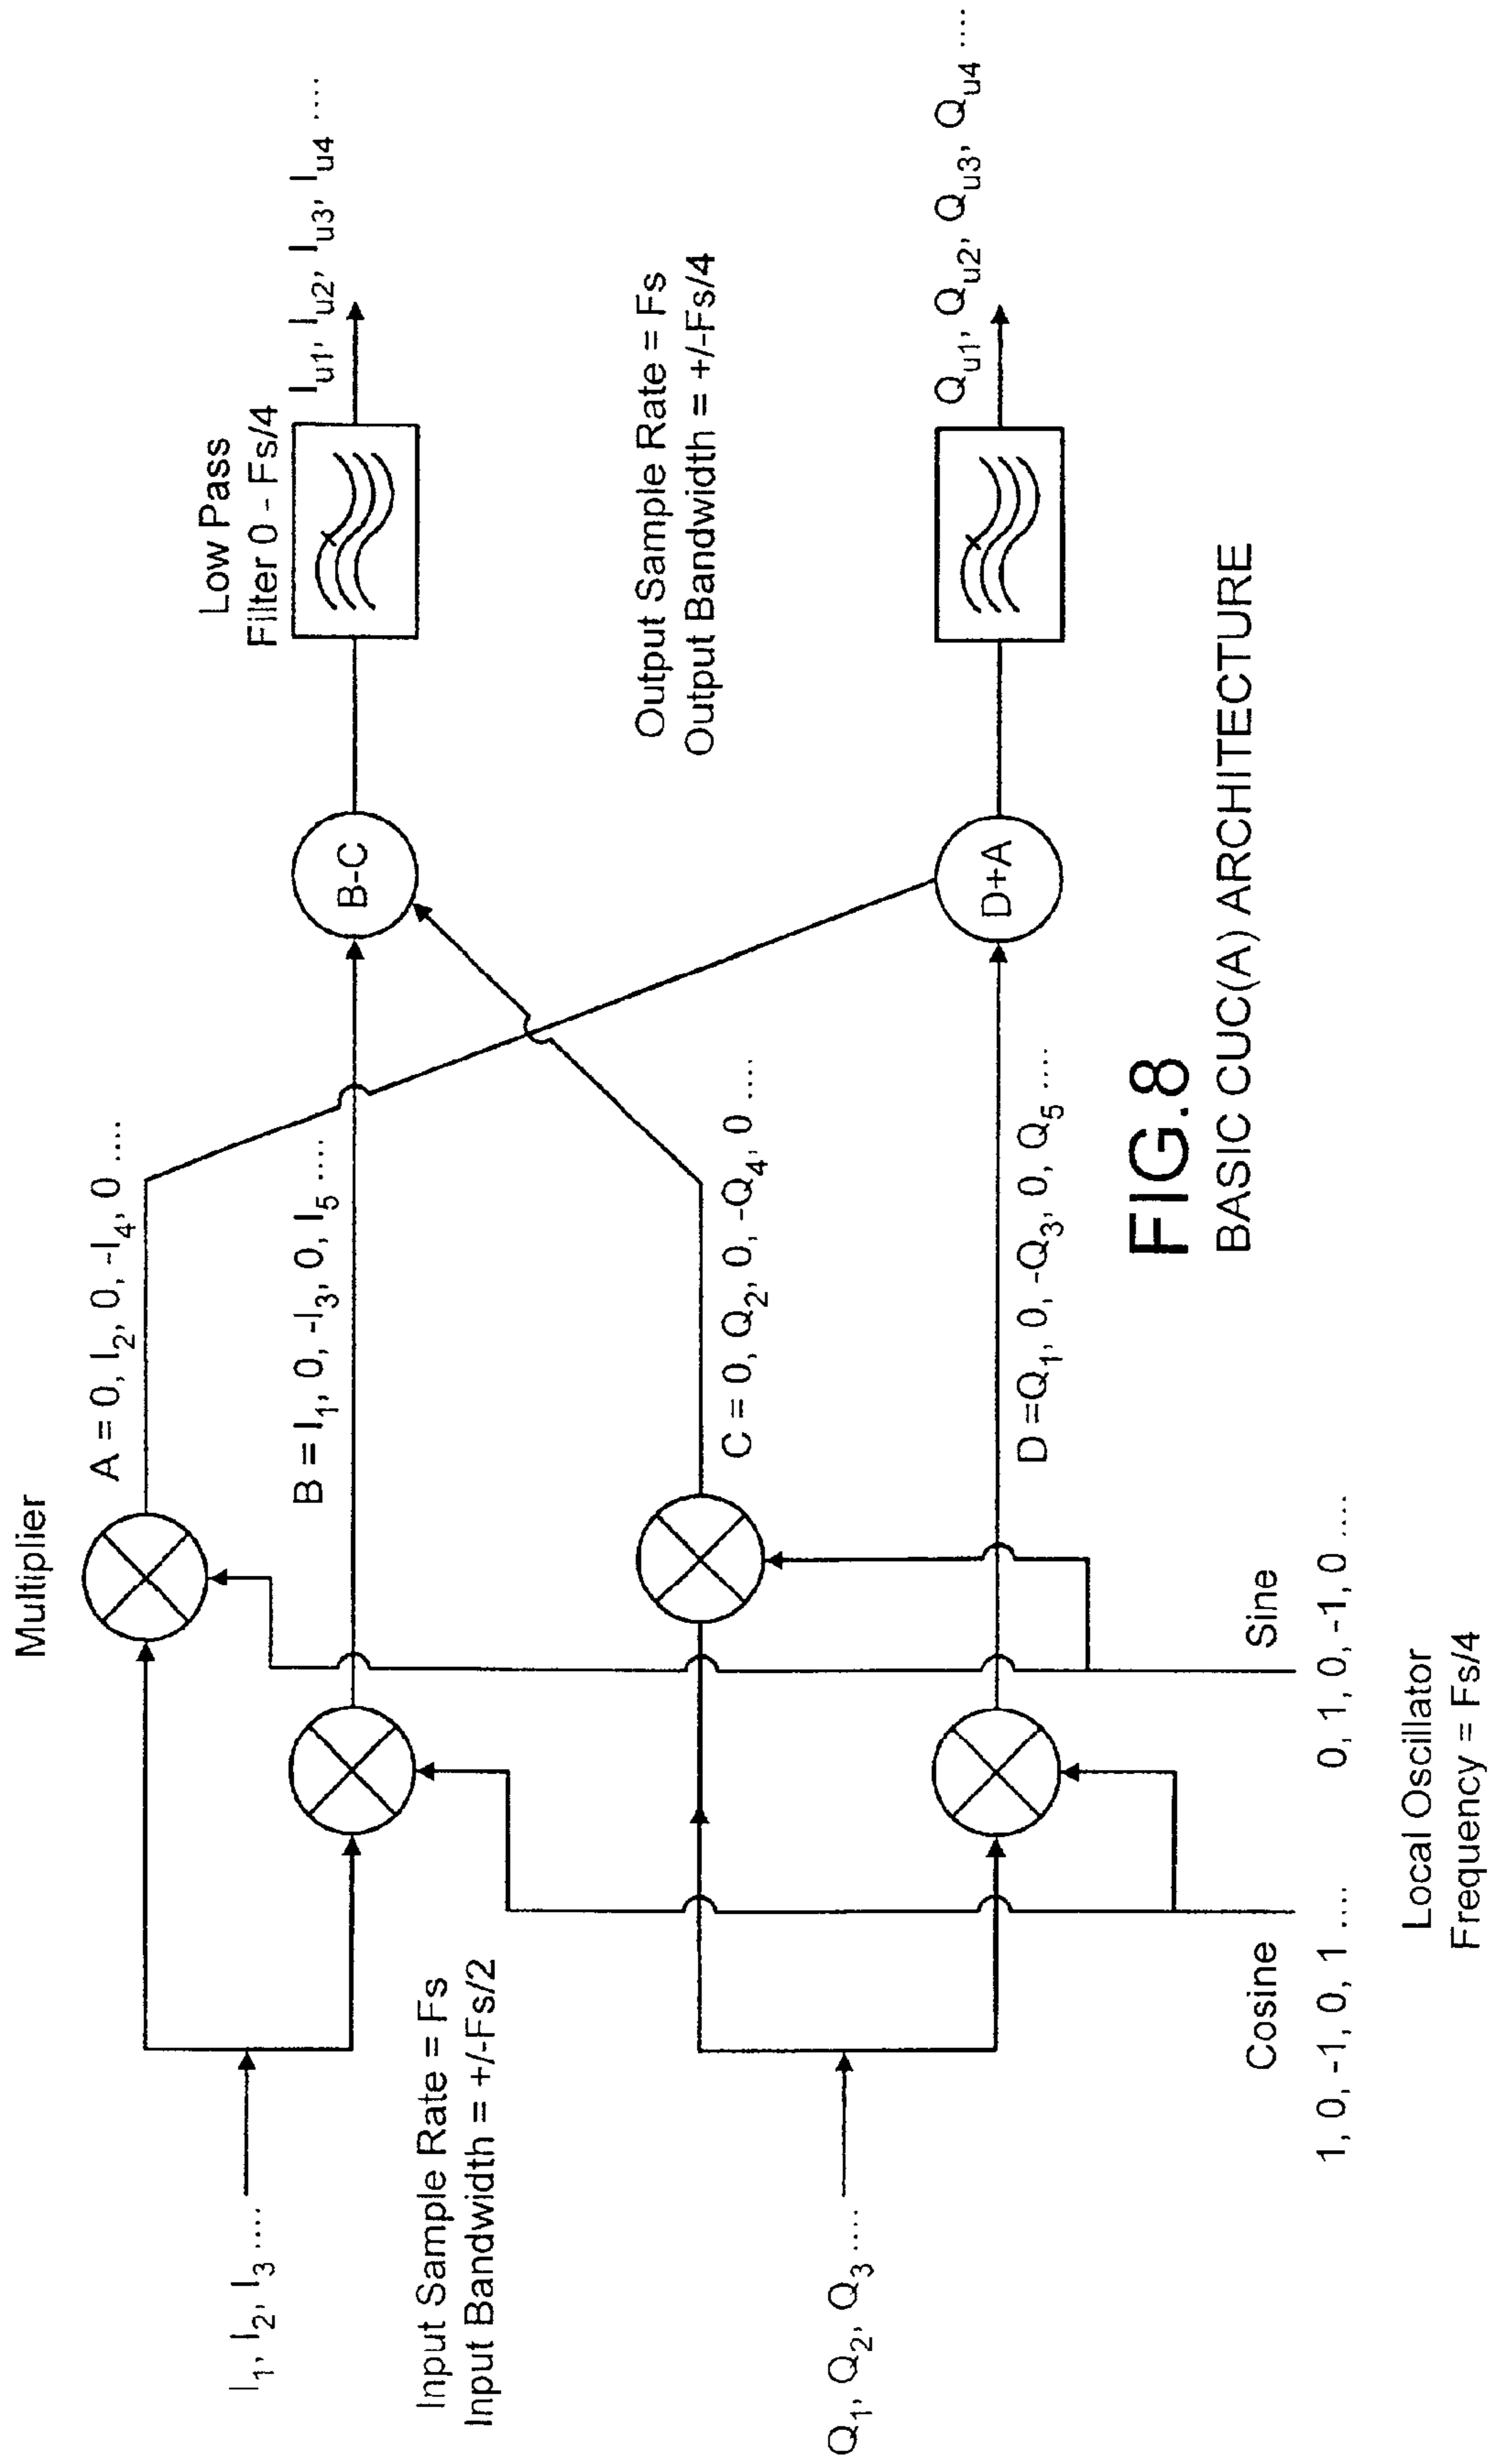 Multiplier
A = 0, I2, 0, -I4, 0 .....
Low Pass
Filter 0 - Fs/4
I1, I2, I3 .....
B = I1, 0, -I3, 0, I5 .....
B-C
Iu1, Iu2, Iu3, Iu4 ....
Input Sample Rate = Fs
Input Bandwidth = +/-Fs/2
Output Sample Rate = Fs
Output Bandwidth = +/-Fs/4
C = 0, Q2, 0, -Q4, 0 .....
Q1, Q2, Q3 .....
D+A
Qu1, Qu2, Qu3, Qu4 ....
D =Q1, 0, -Q3, 0, Q5 ....
Cosine
Sine
1, 0, -1, 0, 1 ....
0, 1, 0, -1, 0 ....
Local Oscillator
Frequency = Fs/4
FIG.8
BASIC CUC(A) ARCHITECTURE